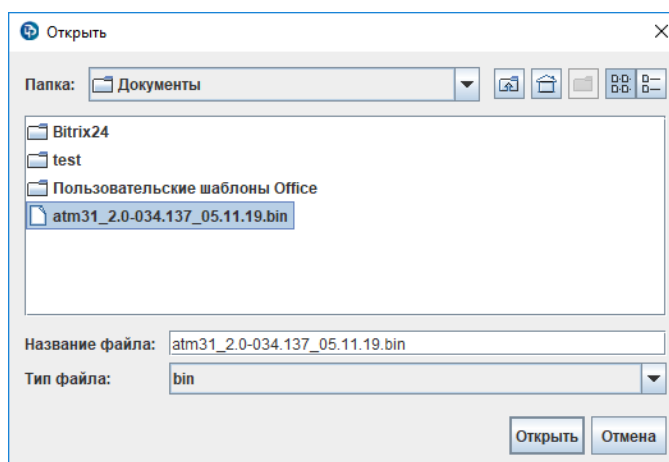 Открыть
Папка: Документы
Bitrix24
test
Пользовательские шаблоны Office
atm31_2.0-034.137_05.11.19.bin
Название файла: atm31_2.0-034.137_05.11.19.bin
Тип файла: bin
Открыть Отмена